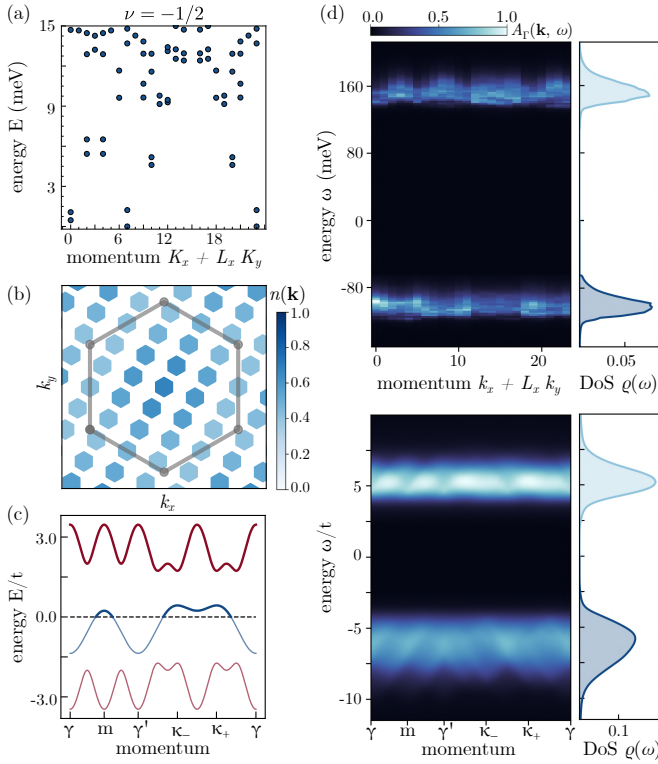 (a)
ν = −1/2
15
9
3
energy E (meV)
0
6
12
18
momentum K_x + L_x K_y
(b)
n(k)
1.0
0.8
0.6
0.4
0.2
0.0
k_y
k_x
(c)
3.0
0.0
-3.0
energy E/t
γ
m
γ'
κ_−
κ_+
γ
momentum
(d)
0.0
0.5
1.0
A_Γ(k, ω)
160
80
0
-80
energy ω (meV)
0
10
20
momentum k_x + L_x k_y
0.05
DoS ϱ(ω)
5
0
-5
-10
energy ω/t
γ
m
γ'
κ_−
κ_+
γ
momentum
0.1
DoS ϱ(ω)